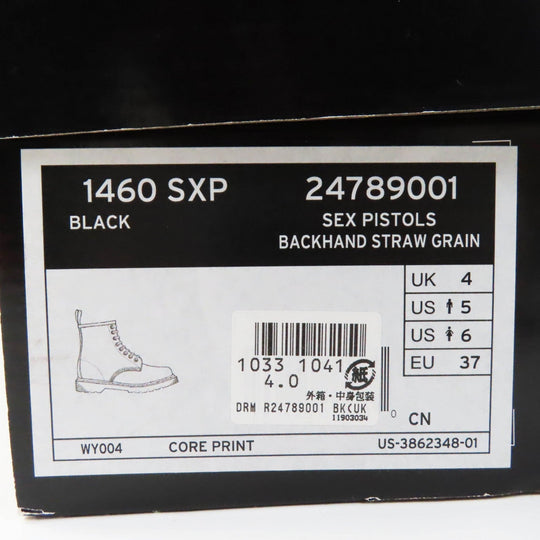 1460 SXP 24789001
BLACK SEX PISTOLS
BACKHAND STRAW GRAIN
UK 4
US 5
US 6
EU 37
1033 1041
4.0
紙
外箱・中身包装
DRM R24789001 BK(UK
11903034
0
CN
WY004 CORE PRINT US-3862348-01